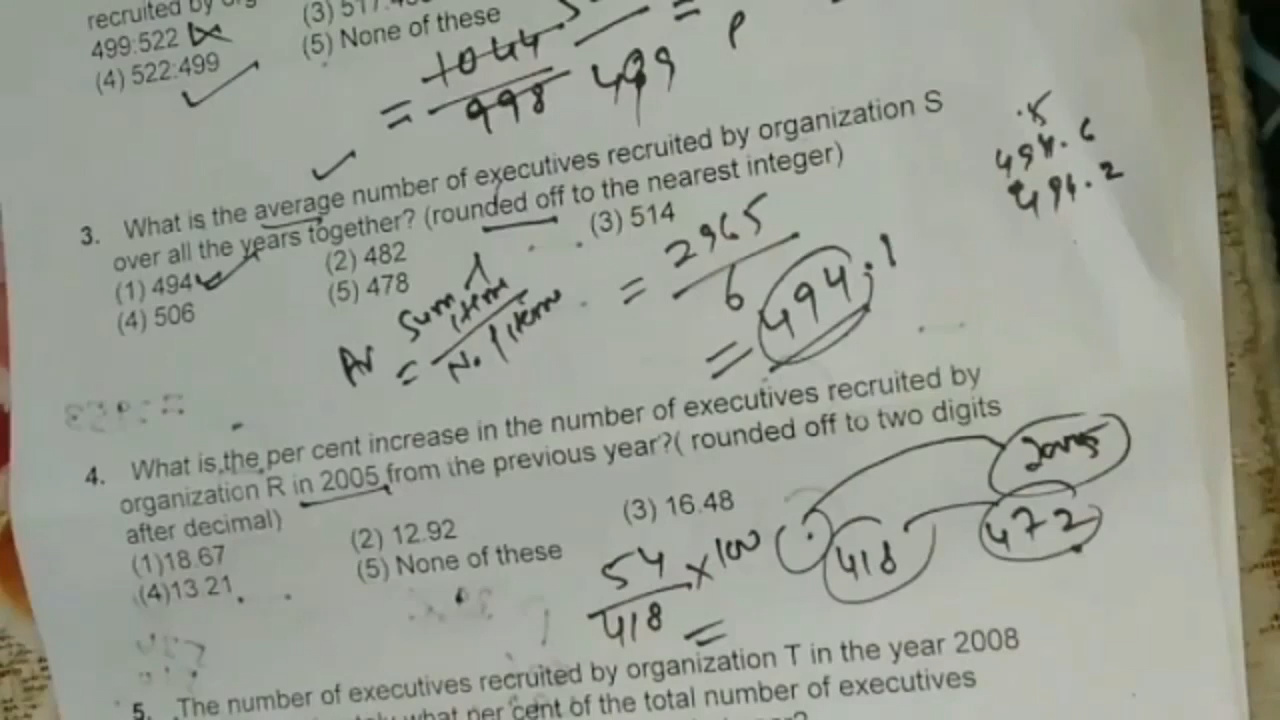 recruited by
(3) 517.
499:522
(5) None of these
(4) 522:499
= 1044
998
499
3. What is the average number of executives recruited by organization S
over all the years together? (rounded off to the nearest integer)
(1) 494
(2) 482
(3) 514
(4) 506
(5) 478
Av = Sum items
No. items
= 2965
6
= 494.1
494.2
4. What is the per cent increase in the number of executives recruited by
organization R in 2005 from the previous year?( rounded off to two digits
after decimal)
(1)18.67
(2) 12.92
(3) 16.48
(4)13.21
(5) None of these
54 x 100
418 =
418
472
5. The number of executives recruited by organization T in the year 2008
what per cent of the total number of executives